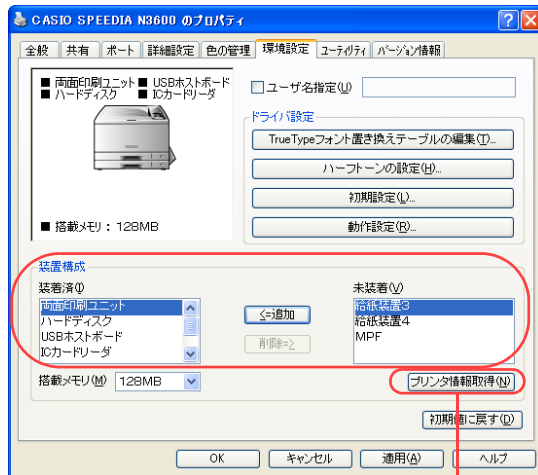 CASIO SPEEDIA N3600 のプロパティ
全般 共有 ポート 詳細設定 色の管理 環境設定 ユーティリティ バージョン情報
■ 両面印刷ユニット ■ USBホストボード
■ ハードディスク ■ ICカードリーダ
■ 搭載メモリ : 128MB
ユーザ名指定(U)
ドライバ設定
TrueTypeフォント置き換えテーブルの編集(T)...
ハーフトーンの設定(H)...
初期設定(L)...
動作設定(R)...
装置構成
装着済(I)
両面印刷ユニット
ハードディスク
USBホストボード
ICカードリーダ
<=追加
削除=>
未装着(V)
給紙装置3
給紙装置4
MPF
搭載メモリ(M) 128MB
プリンタ情報取得(N)
初期値に戻す(D)
OK キャンセル 適用(A) ヘルプ